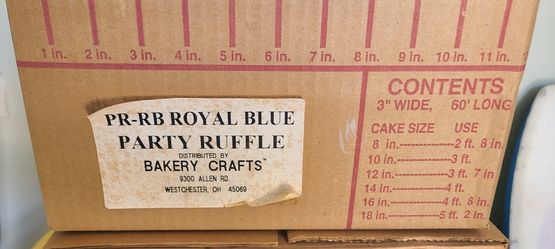 1 in. 2 in. 3 in. 4 in. 5 in. 6 in. 7 in. 8 in. 9 in. 10 in. 11 in.
PR-RB ROYAL BLUE
PARTY RUFFLE
DISTRIBUTED BY
BAKERY CRAFTS™
9300 ALLEN RD.
WESTCHESTER, OH 45069
CONTENTS
3" WIDE, 60' LONG
CAKE SIZE USE
8 in.------2 ft. 8 in.
10 in.------3 ft.
12 in.------3 ft. 7 in
14 in.------4 ft.
16 in.------4 ft. 8 in.
18 in.------5 ft. 2 in.